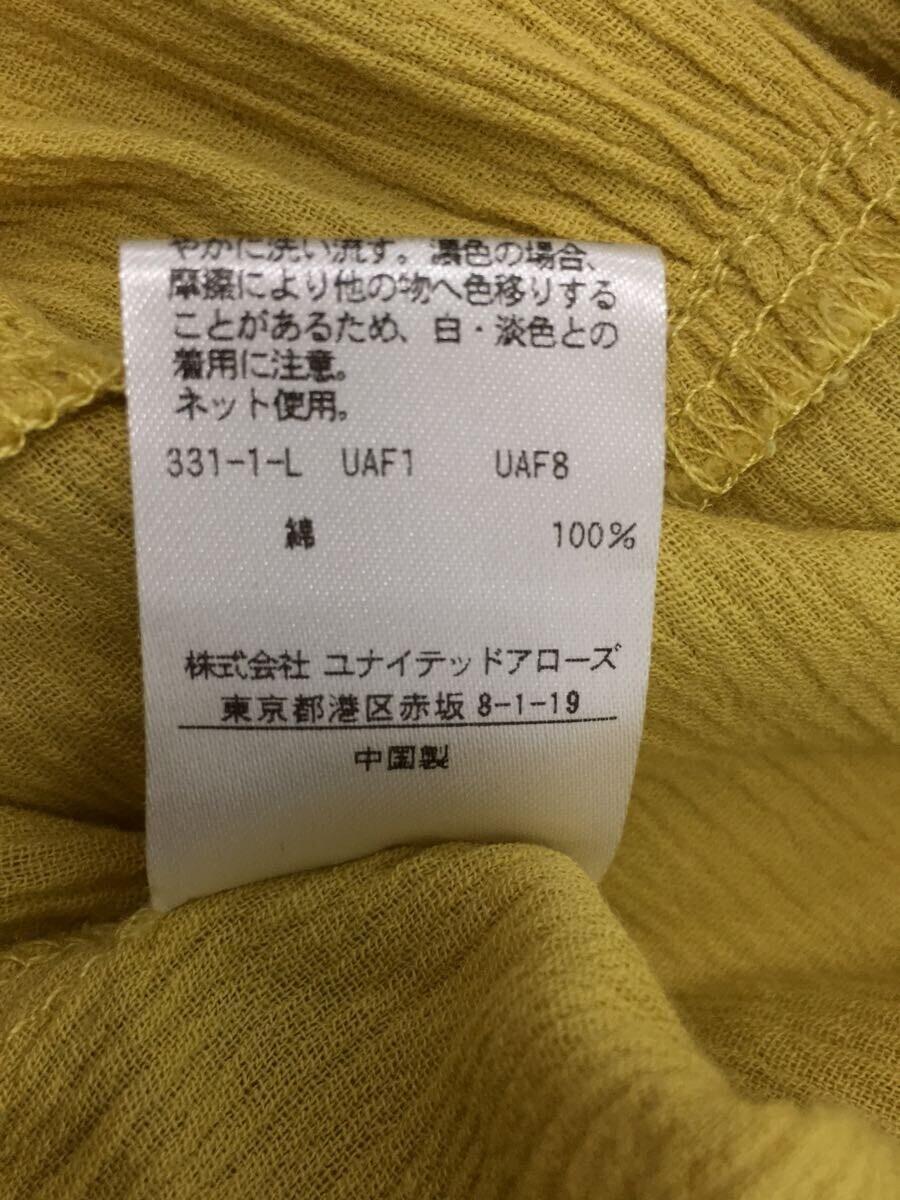 やかに洗い流す。濃色の場合、
摩擦により他の物へ色移りする
ことがあるため、白・淡色との
着用に注意。
ネット使用。
331-1-L UAF1 UAF8
綿 100%
株式会社 ユナイテッドアローズ
東京都港区赤坂 8-1-19
中国製